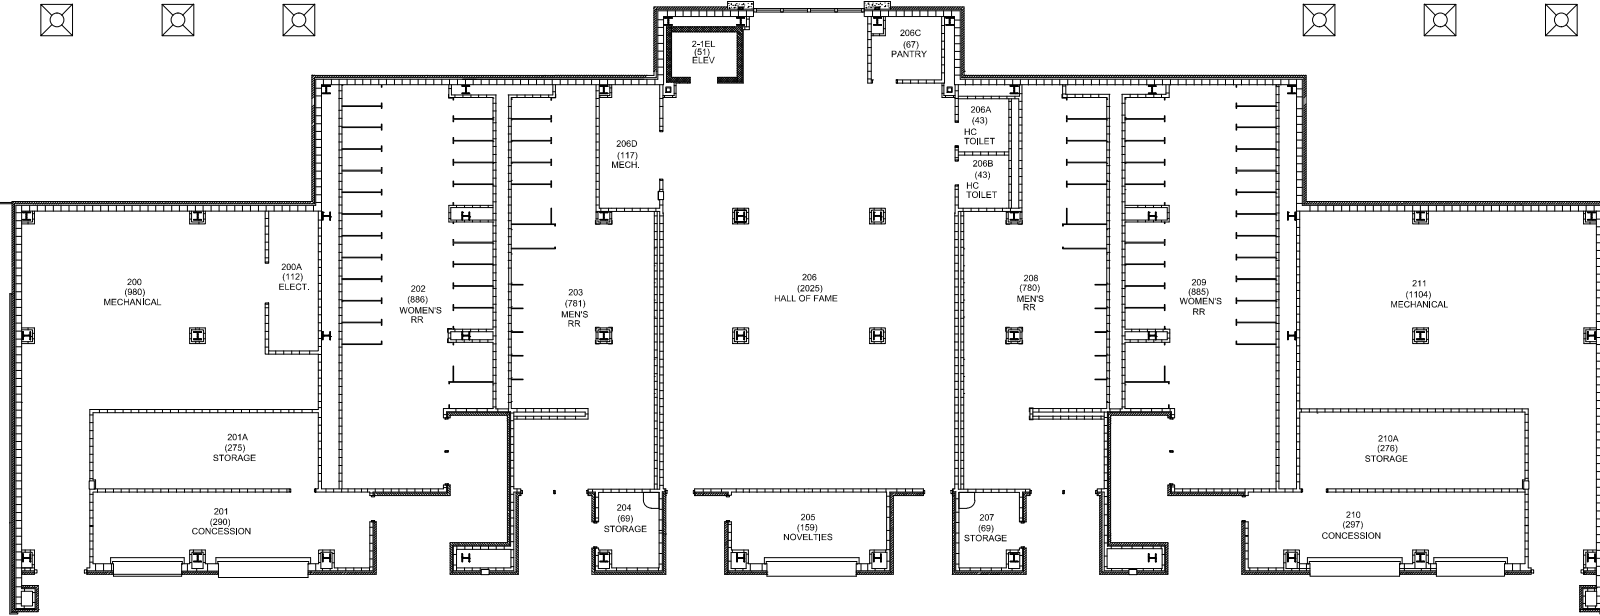 2-1EL
(51)
ELEV
206C
(67)
PANTRY
206A
(43)
HC
TOILET
206D
(117)
MECH.
206B
(43)
HC
TOILET
200
(980)
MECHANICAL
200A
(112)
ELECT.
202
(886)
WOMEN'S
RR
203
(781)
MEN'S
RR
206
(2025)
HALL OF FAME
208
(780)
MEN'S
RR
209
(885)
WOMEN'S
RR
211
(1104)
MECHANICAL
201A
(275)
STORAGE
210A
(276)
STORAGE
201
(290)
CONCESSION
204
(69)
STORAGE
205
(159)
NOVELTIES
207
(69)
STORAGE
210
(297)
CONCESSION